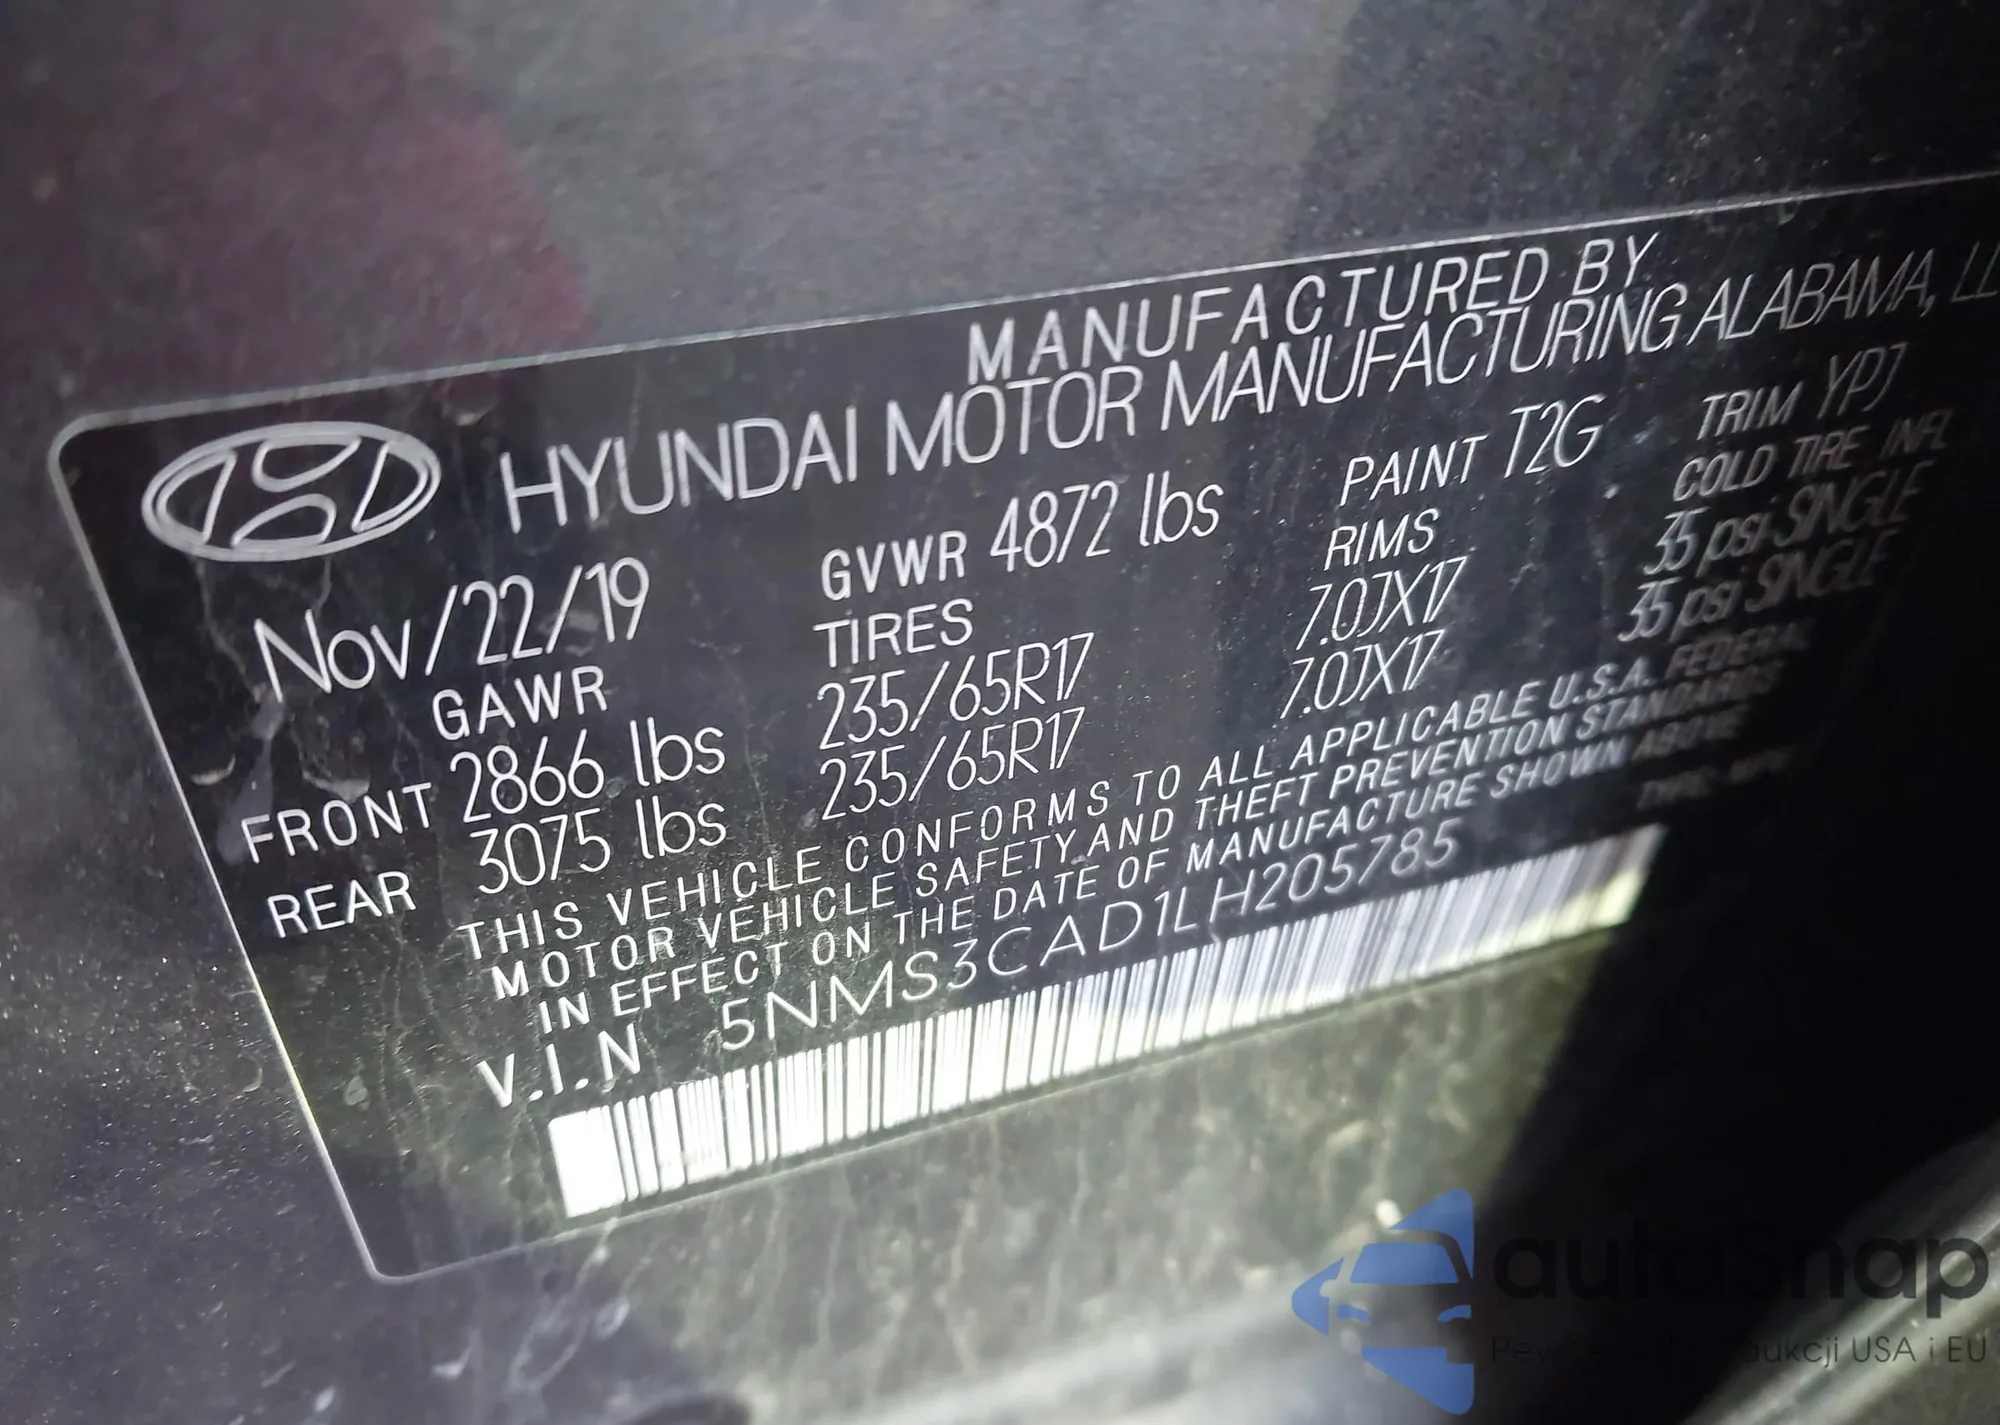 MANUFACTURED BY
HYUNDAI MOTOR MANUFACTURING ALABAMA,
Nov/22/19 GVWR 4872 lbs PAINT T2G TRIM YPJ
GAWR TIRES RIMS COLD TIRE INFL
FRONT 2866 lbs 235/65R17 7.0JX17 35 psi SINGLE
REAR 3075 lbs 235/65R17 7.0JX17 35 psi SINGLE
THIS VEHICLE CONFORMS TO ALL APPLICABLE U.S.A. FEDERAL
MOTOR VEHICLE SAFETY AND THEFT PREVENTION STANDARDS
IN EFFECT ON THE DATE OF MANUFACTURE SHOWN ABOVE
V.I.N 5NMS3CAD1LH205785
autosnap
aukcji USA i EU